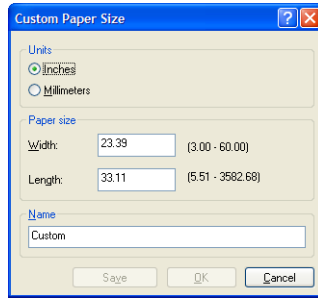 Custom Paper Size
Units
Inches
Millimeters
Paper size
Width: 23.39 (3.00 - 60.00)
Length: 33.11 (5.51 - 3582.68)
Name
Custom
Save OK Cancel